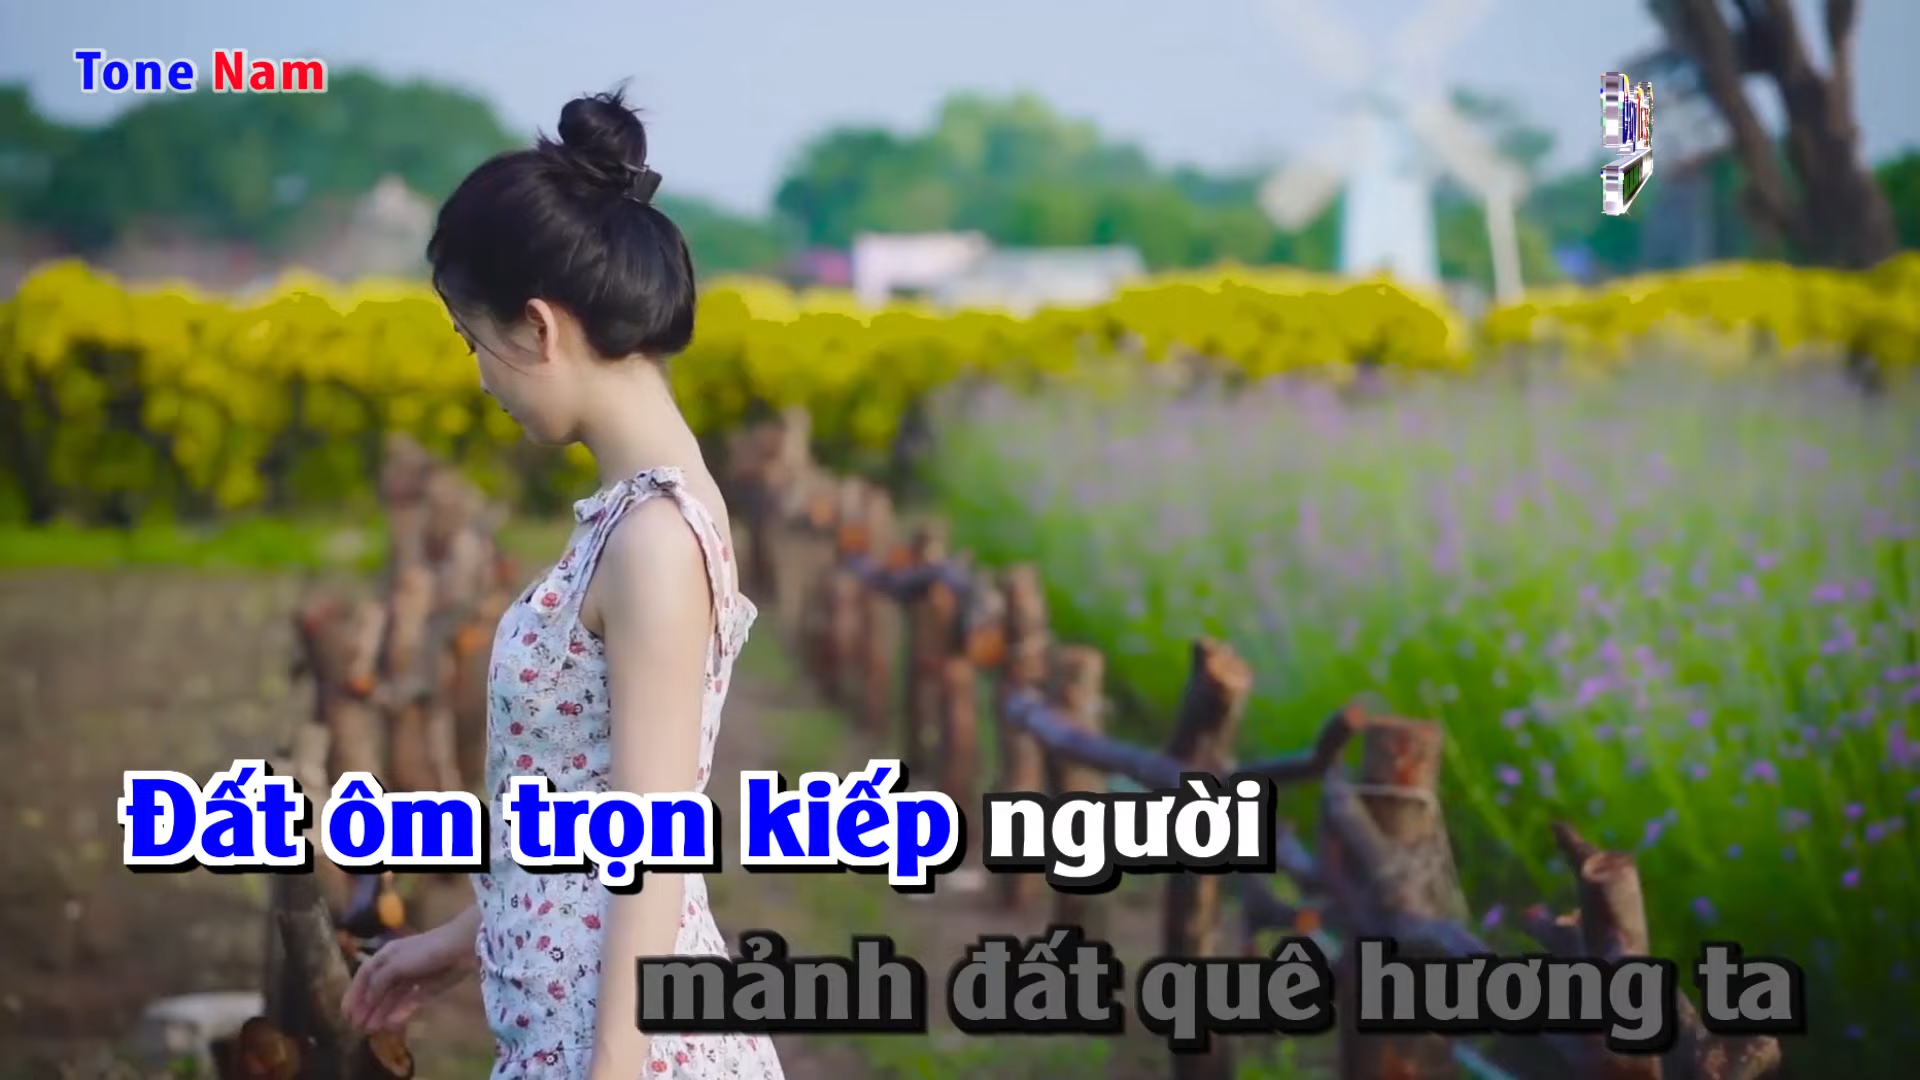 Tone Nam
Đất ôm trọn kiếp người
mảnh đất quê hương ta